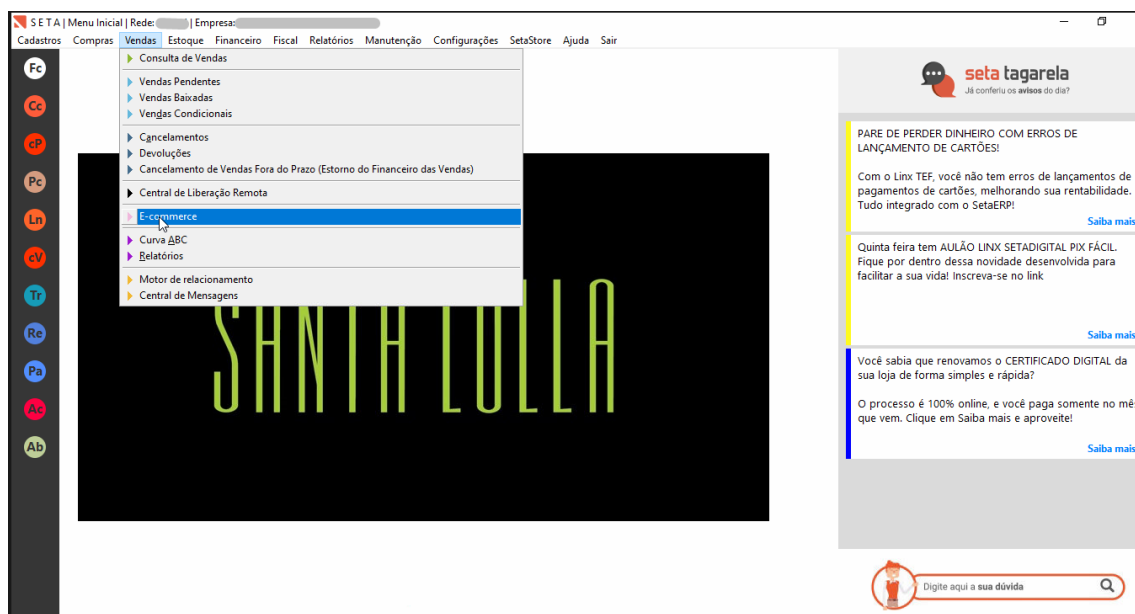 S E T A | Menu Inicial | Rede: | Empresa:
Cadastros Compras Vendas Estoque Financeiro Fiscal Relatórios Manutenção Configurações SetaStore Ajuda Sair
Fc
Cc
cP
Pc
Ln
cV
Tr
Re
Pa
Ac
Ab
Consulta de Vendas
Vendas Pendentes
Vendas Baixadas
Vendas Condicionais
Cancelamentos
Devoluções
Cancelamento de Vendas Fora do Prazo (Estorno do Financeiro das Vendas)
Central de Liberação Remota
E-commerce
Curva ABC
Relatórios
Motor de relacionamento
Central de Mensagens
SANTA LOLLA
seta tagarela
Já conferiu os avisos do dia?
PARE DE PERDER DINHEIRO COM ERROS DE
LANÇAMENTO DE CARTÕES!
Com o Linx TEF, você não tem erros de lançamentos de
pagamentos de cartões, melhorando sua rentabilidade.
Tudo integrado com o SetaERP!
Saiba mais
Quinta feira tem AULÃO LINX SETADIGITAL PIX FÁCIL.
Fique por dentro dessa novidade desenvolvida para
facilitar a sua vida! Inscreva-se no link
Saiba mais
Você sabia que renovamos o CERTIFICADO DIGITAL da
sua loja de forma simples e rápida?
O processo é 100% online, e você paga somente no mês
que vem. Clique em Saiba mais e aproveite!
Saiba mais
Digite aqui a sua dúvida